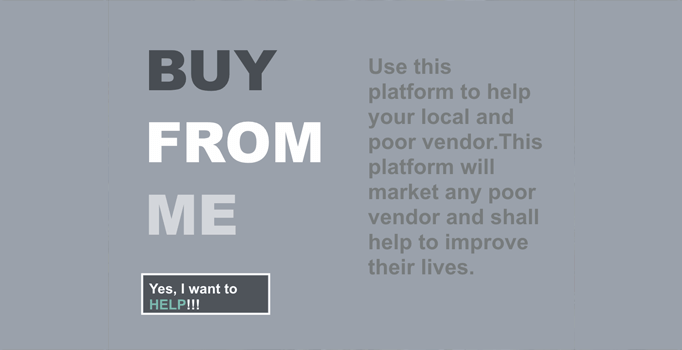 BUY
FROM
ME
Yes, I want to
HELP!!!
Use this
platform to help
your local and
poor vendor.This
platform will
market any poor
vendor and shall
help to improve
their lives.